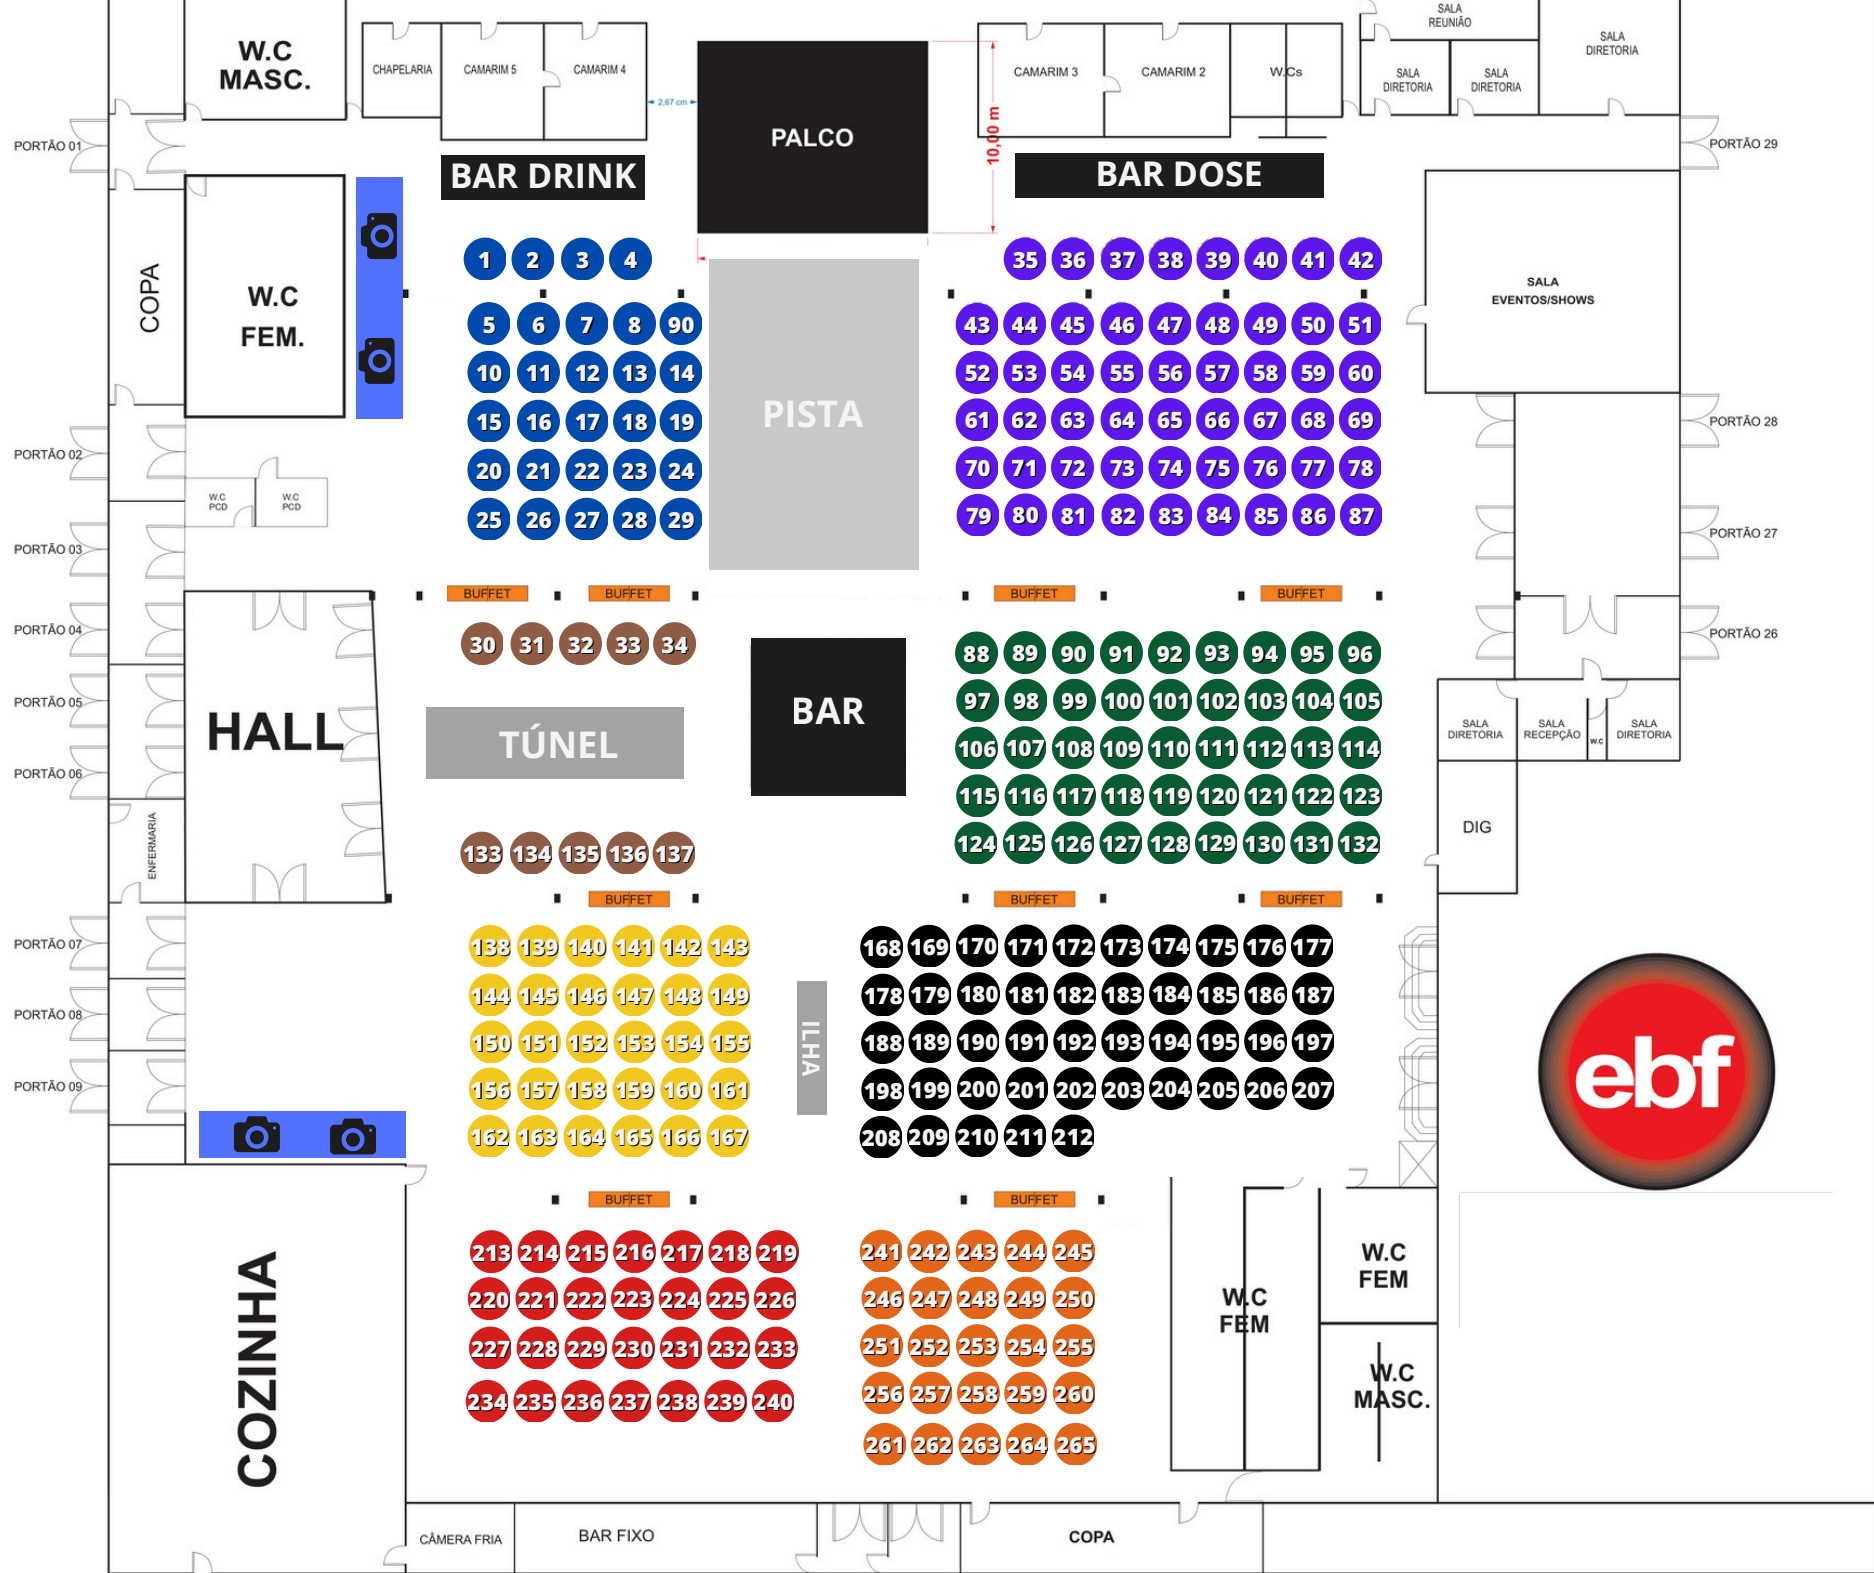 SALA
REUNIÃO
SALA
DIRETORIA
W.C
MASC.
CHAPELARIA
CAMARIM 5
CAMARIM 4
2,67 cm
PALCO
10,00 m
CAMARIM 3
CAMARIM 2
W.Cs
SALA
DIRETORIA
SALA
DIRETORIA
PORTÃO 01
PORTÃO 29
BAR DRINK
BAR DOSE
COPA
W.C
FEM.
SALA
EVENTOS/SHOWS
1 2 3 4
35 36 37 38 39 40 41 42
5 6 7 8 90
43 44 45 46 47 48 49 50 51
10 11 12 13 14
52 53 54 55 56 57 58 59 60
15 16 17 18 19
PISTA
61 62 63 64 65 66 67 68 69
PORTÃO 28
PORTÃO 02
20 21 22 23 24
70 71 72 73 74 75 76 77 78
W.C
PCD
W.C
PCD
25 26 27 28 29
79 80 81 82 83 84 85 86 87
PORTÃO 27
PORTÃO 03
BUFFET
BUFFET
BUFFET
BUFFET
PORTÃO 04
PORTÃO 26
30 31 32 33 34
88 89 90 91 92 93 94 95 96
PORTÃO 05
97 98 99 100 101 102 103 104 105
HALL
TÚNEL
BAR
SALA
DIRETORIA
SALA
RECEPÇÃO
W.C
SALA
DIRETORIA
106 107 108 109 110 111 112 113 114
PORTÃO 06
115 116 117 118 119 120 121 122 123
DIG
ENFERMARIA
133 134 135 136 137
124 125 126 127 128 129 130 131 132
BUFFET
BUFFET
BUFFET
PORTÃO 07
138 139 140 141 142 143
168 169 170 171 172 173 174 175 176 177
144 145 146 147 148 149
178 179 180 181 182 183 184 185 186 187
PORTÃO 08
150 151 152 153 154 155
ILHA
188 189 190 191 192 193 194 195 196 197
PORTÃO 09
156 157 158 159 160 161
198 199 200 201 202 203 204 205 206 207
ebf
162 163 164 165 166 167
208 209 210 211 212
BUFFET
BUFFET
213 214 215 216 217 218 219
241 242 243 244 245
220 221 222 223 224 225 226
246 247 248 249 250
227 228 229 230 231 232 233
251 252 253 254 255
234 235 236 237 238 239 240
256 257 258 259 260
261 262 263 264 265
COZINHA
W.C
FEM
W.C
FEM
W.C
MASC.
CÂMERA FRIA
BAR FIXO
COPA